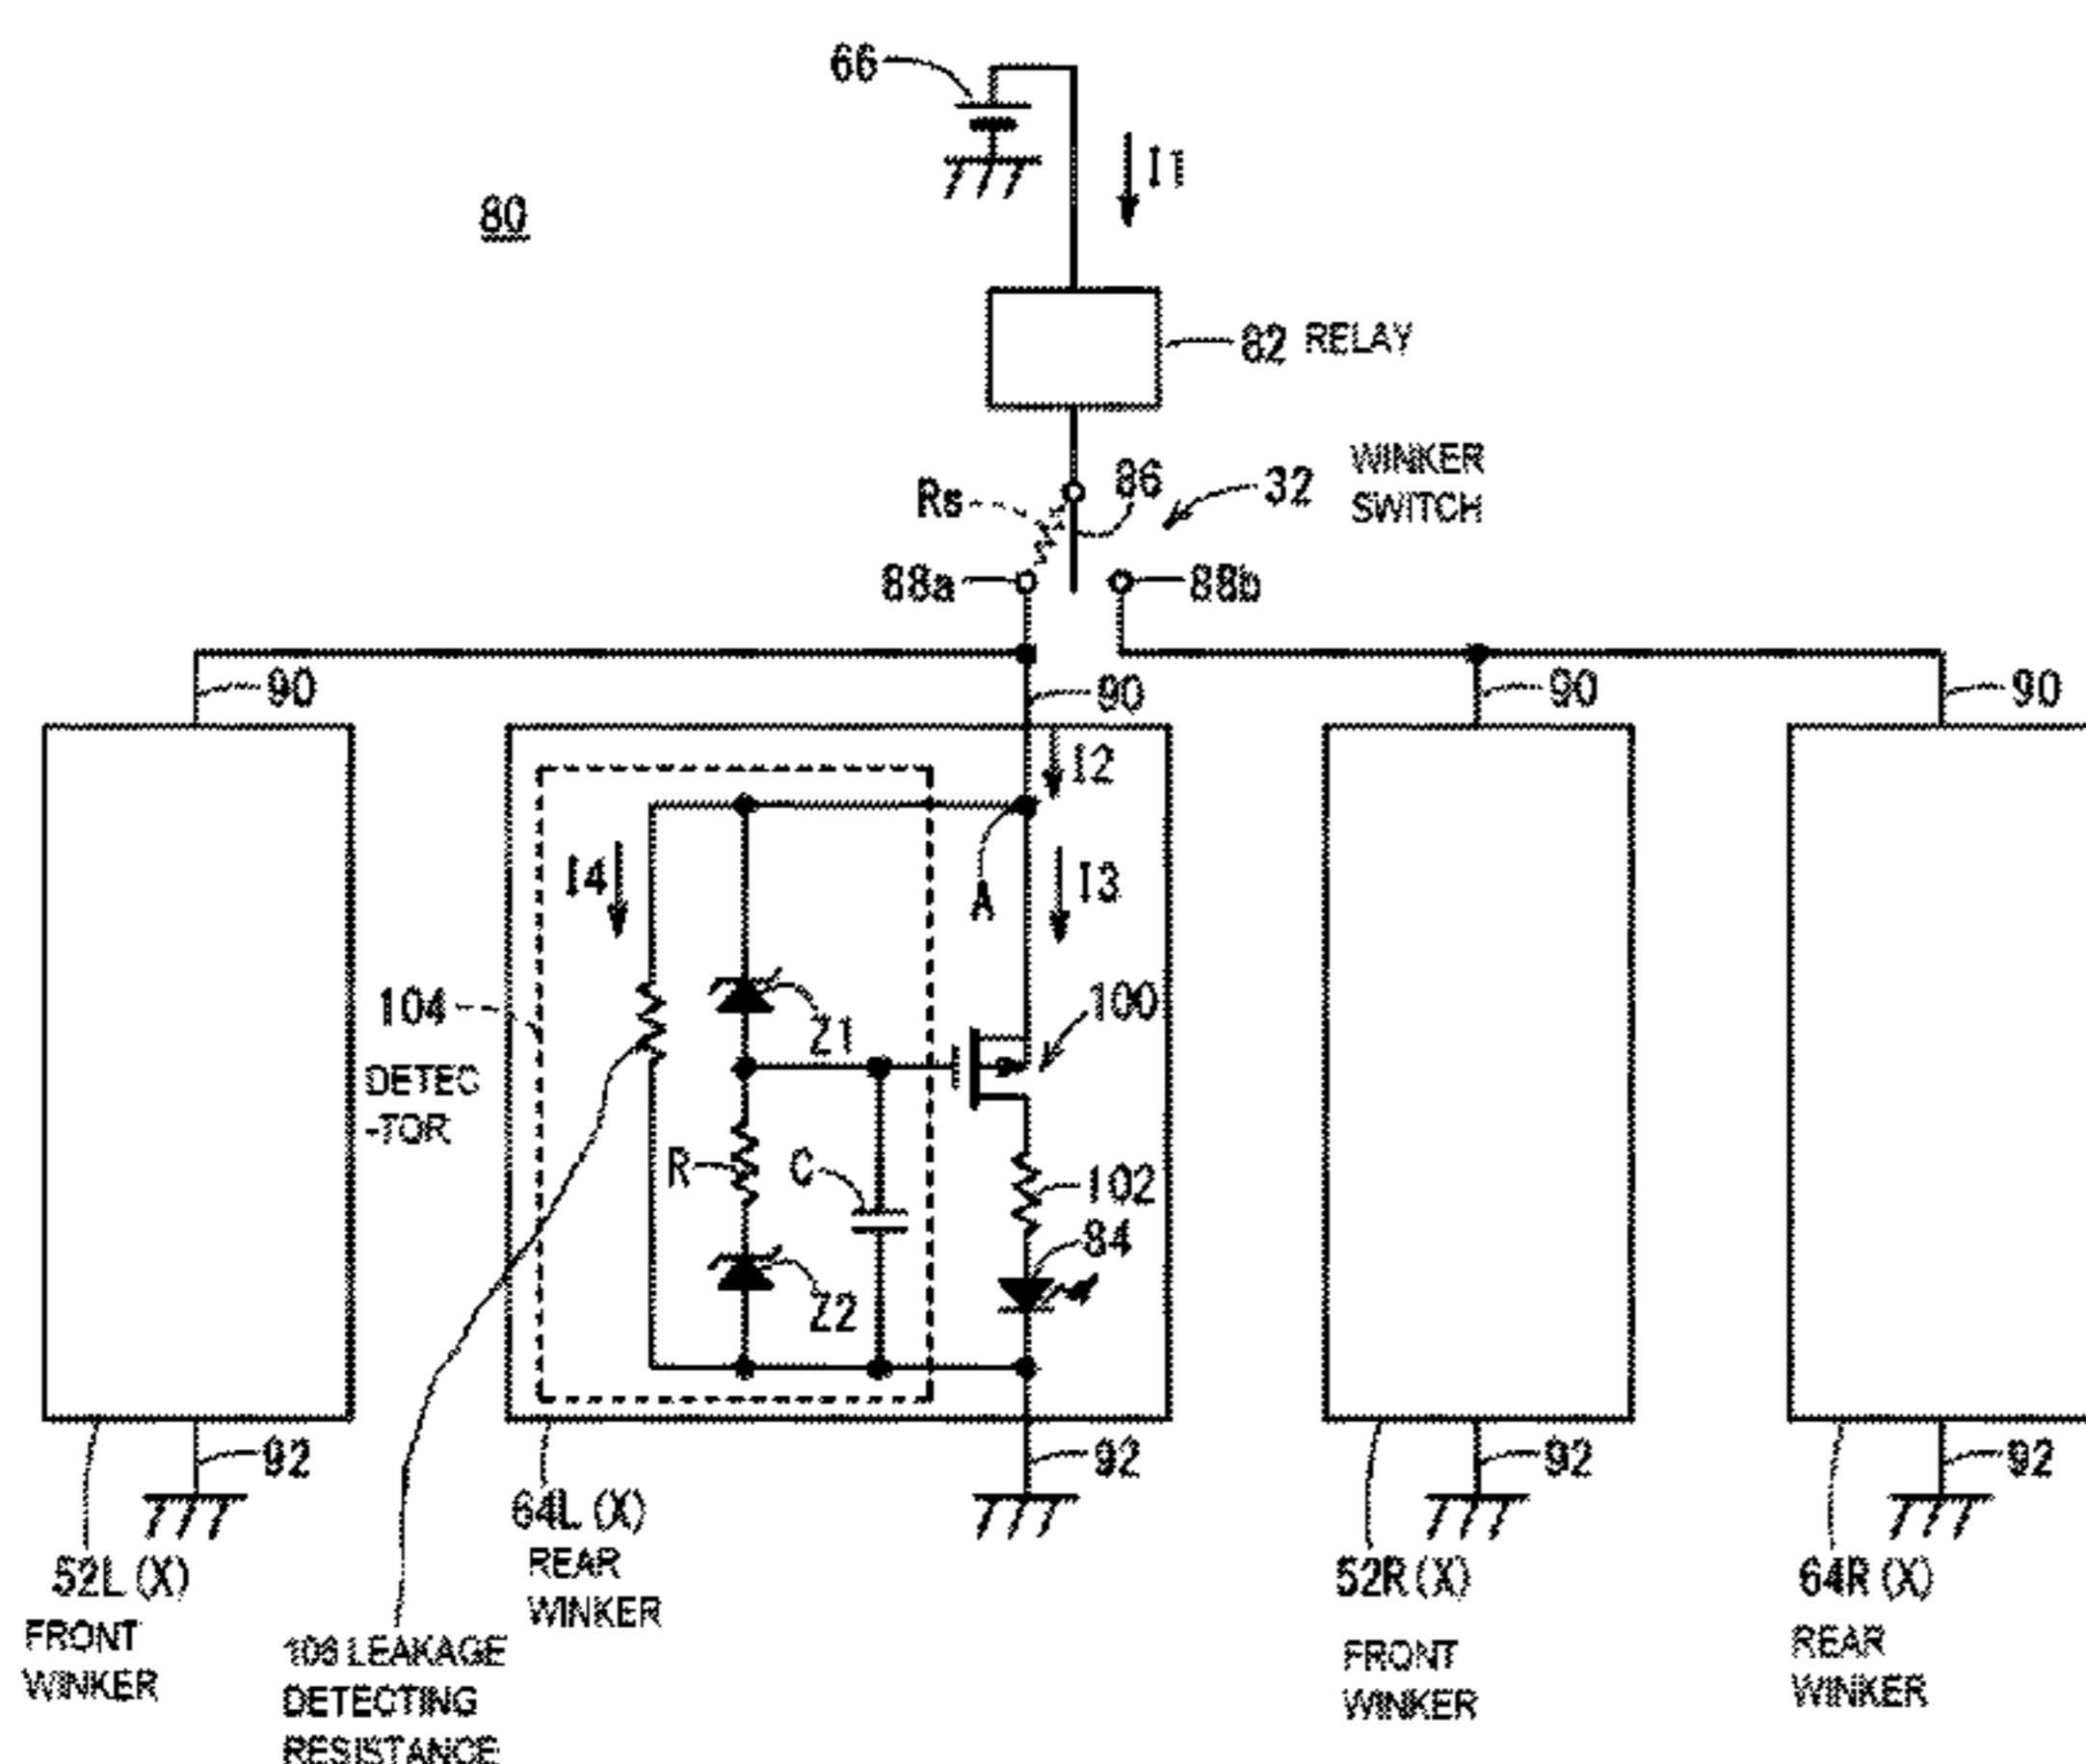 66
I1
80
82 RELAY
Rs
86
32
WINKER
SWITCH
88a
88b
90
90
90
90
I2
I4
A
I3
104
DETEC
-TOR
Z1
100
R
C
102
84
Z2
92
92
92
92
52L (X)
FRONT
WINKER
106 LEAKAGE
DETECTING
RESISTANCE
64L (X)
REAR
WINKER
52R (X)
FRONT
WINKER
64R (X)
REAR
WINKER